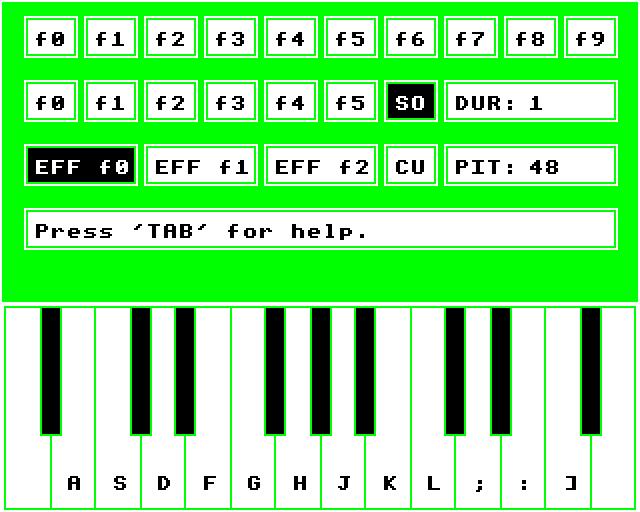 f0 f1 f2 f3 f4 f5 f6 f7 f8 f9
f0 f1 f2 f3 f4 f5 SO DUR: 1
EFF f0 EFF f1 EFF f2 CU PIT: 48
Press ′TAB′ for help.
A S D F G H J K L ; : ]